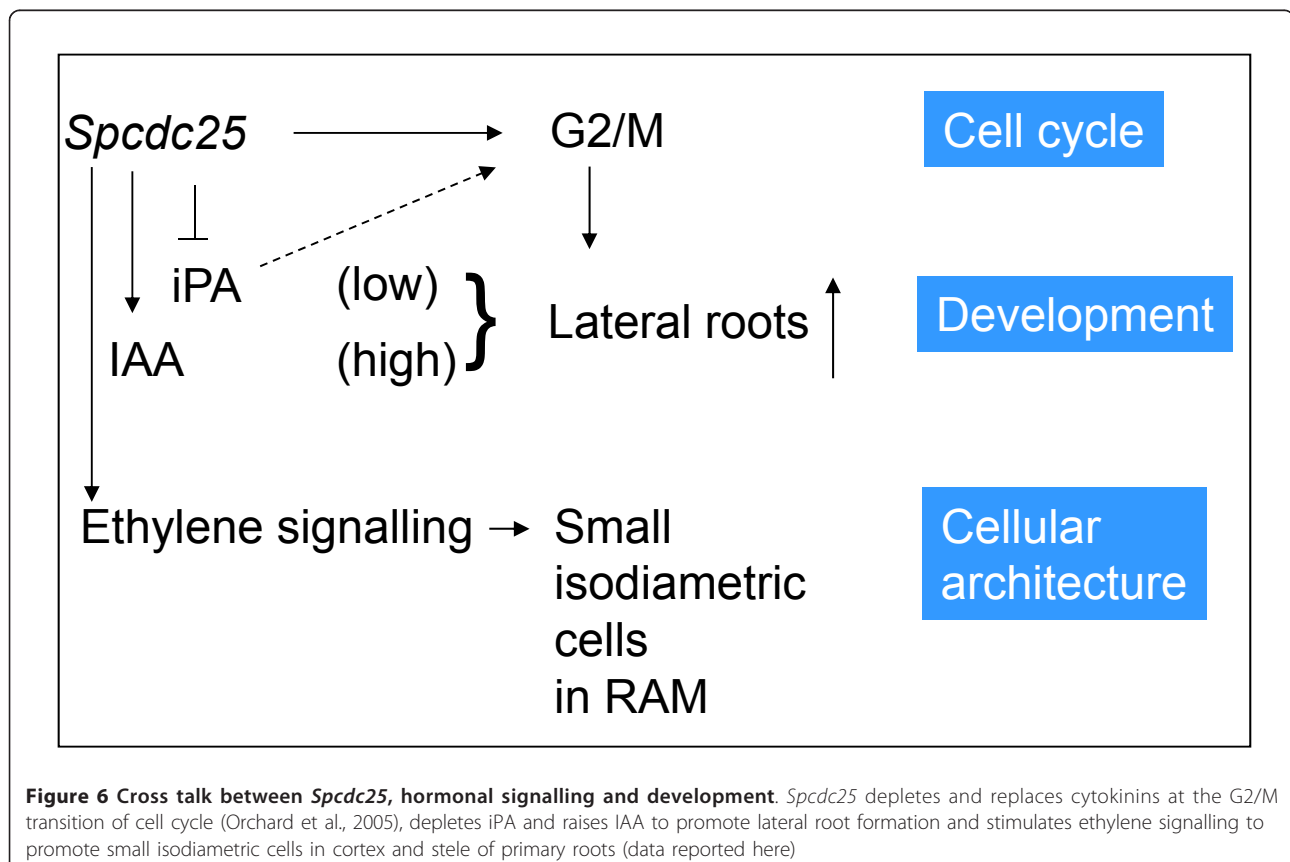 Spcdc25
G2/M
Cell cycle
iPA
(low)
}
Lateral roots
Development
IAA
(high)
Ethylene signalling
Small
isodiametric
cells
in RAM
Cellular
architecture
Figure 6 Cross talk between Spcdc25, hormonal signalling and development. Spcdc25 depletes and replaces cytokinins at the G2/M
transition of cell cycle (Orchard et al., 2005), depletes iPA and raises IAA to promote lateral root formation and stimulates ethylene signalling to
promote small isodiametric cells in cortex and stele of primary roots (data reported here)